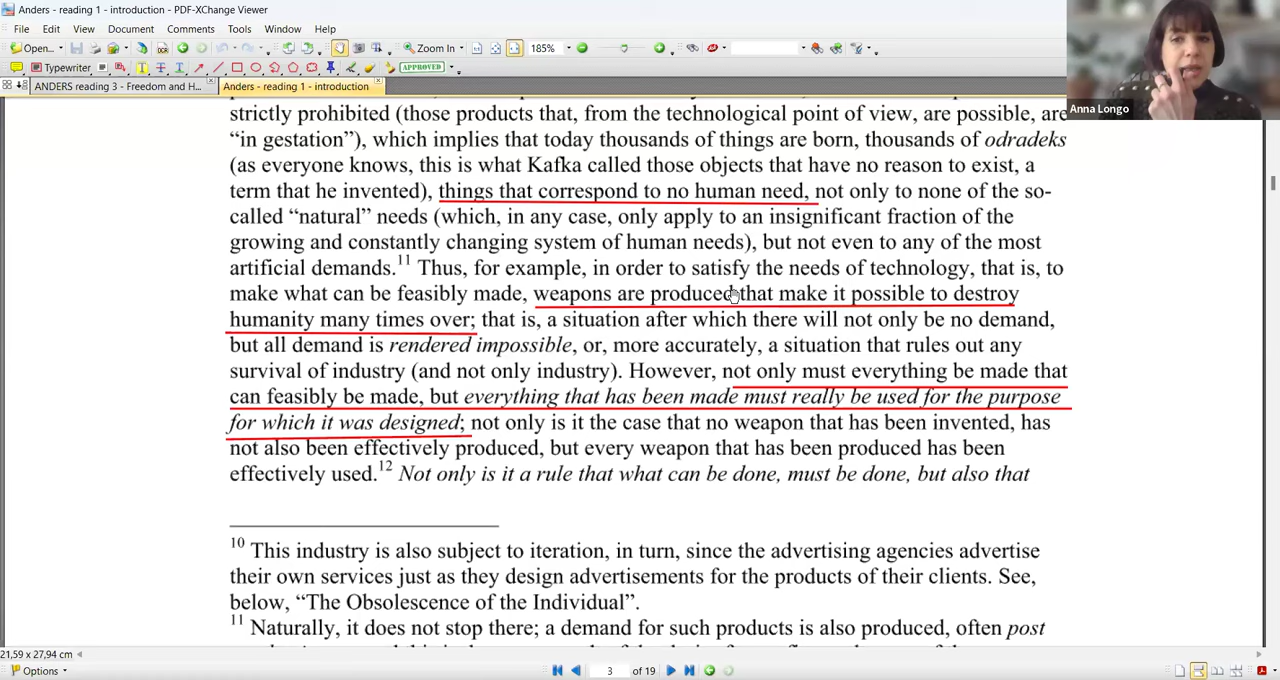 Anders - reading 1 - introduction - PDF-XChange Viewer
File Edit View Document Comments Tools Window Help
Open... Zoom In 185%
Typewriter APPROVED
ANDERS reading 3 - Freedom and H... Anders - reading 1 - introduction
Anna Longo
strictly prohibited (these products that, from the technological point of view, are possible, are
“in gestation”), which implies that today thousands of things are born, thousands of odradeks
(as everyone knows, this is what Kafka called those objects that have no reason to exist, a
term that he invented), things that correspond to no human need, not only to none of the so-
called “natural” needs (which, in any case, only apply to an insignificant fraction of the
growing and constantly changing system of human needs), but not even to any of the most
artificial demands.11 Thus, for example, in order to satisfy the needs of technology, that is, to
make what can be feasibly made, weapons are produced that make it possible to destroy
humanity many times over; that is, a situation after which there will not only be no demand,
but all demand is rendered impossible, or, more accurately, a situation that rules out any
survival of industry (and not only industry). However, not only must everything be made that
can feasibly be made, but everything that has been made must really be used for the purpose
for which it was designed; not only is it the case that no weapon that has been invented, has
not also been effectively produced, but every weapon that has been produced has been
effectively used.12 Not only is it a rule that what can be done, must be done, but also that
10 This industry is also subject to iteration, in turn, since the advertising agencies advertise
their own services just as they design advertisements for the products of their clients. See,
below, “The Obsolescence of the Individual”.
11 Naturally, it does not stop there; a demand for such products is also produced, often post
21,59 x 27,94 cm
Options 3 of 19